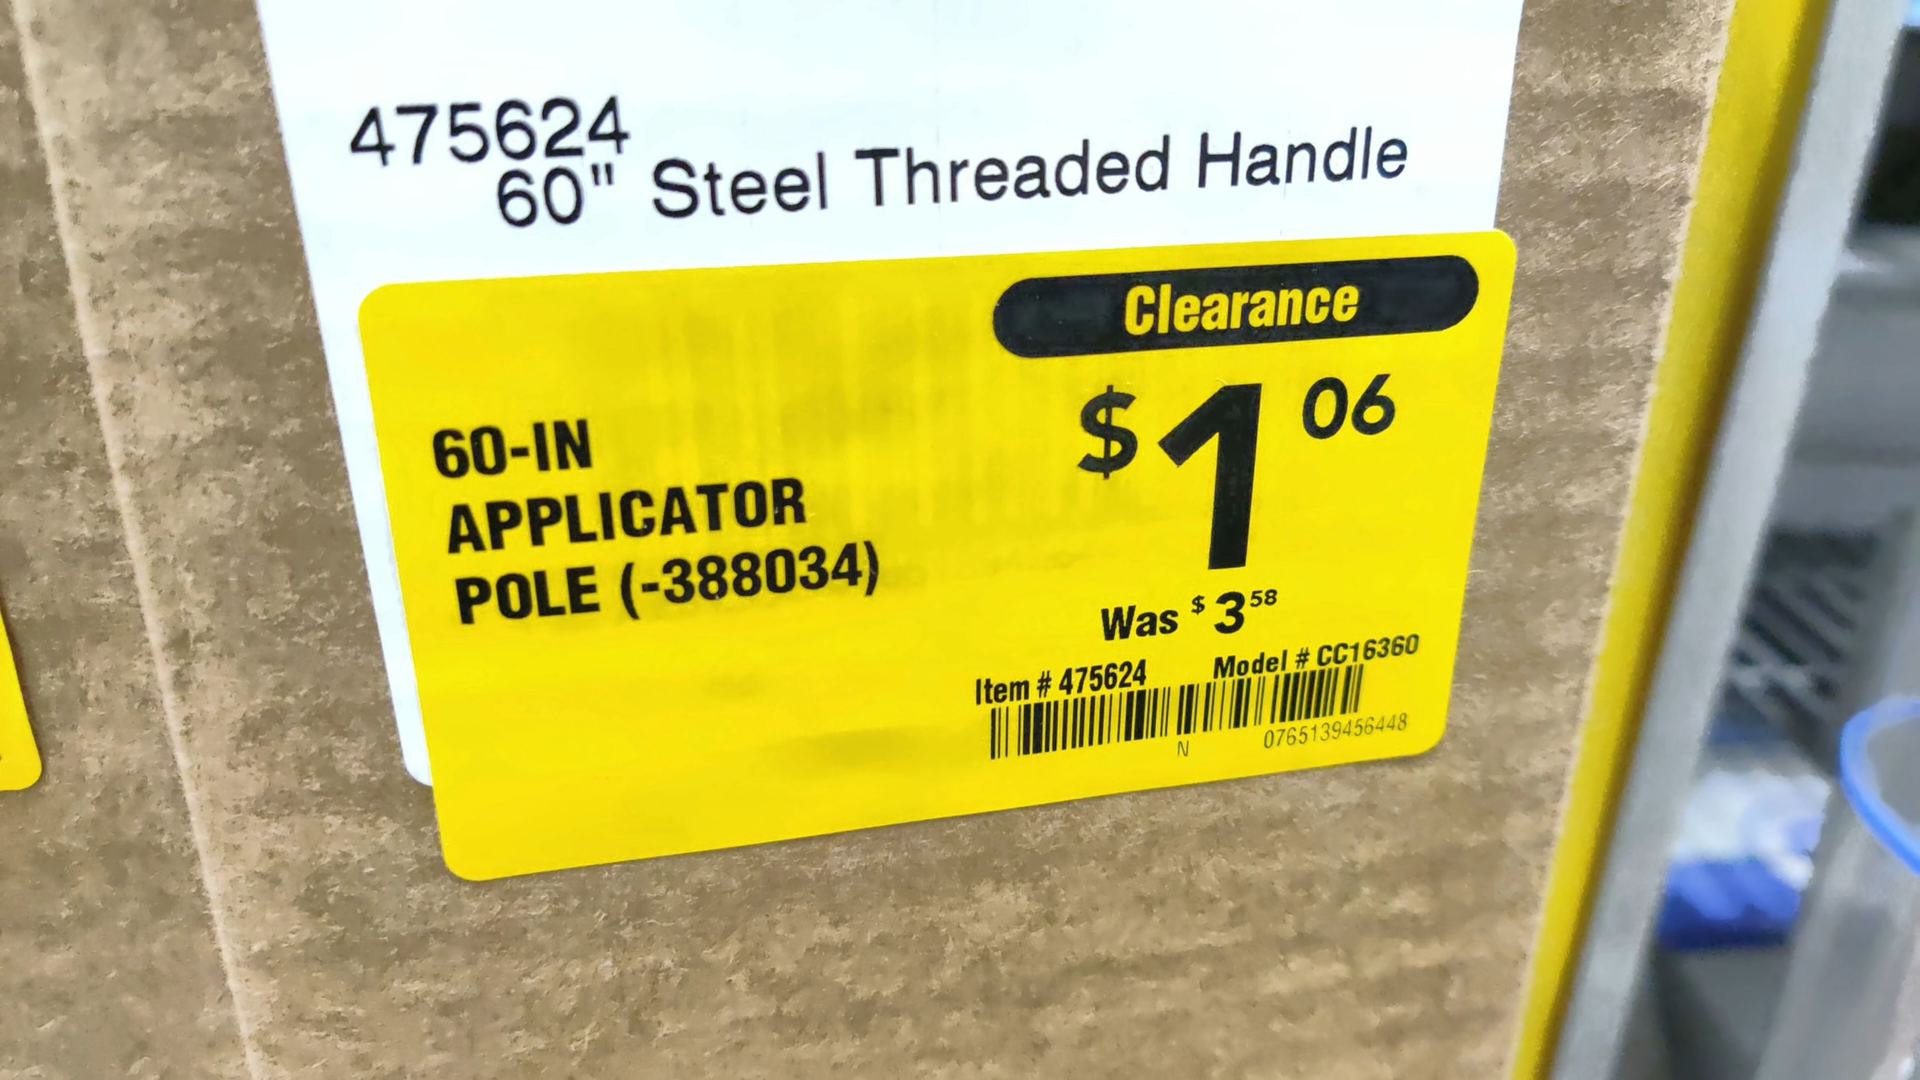 475624
60" Steel Threaded Handle
Clearance
$1 06
60-IN
APPLICATOR
POLE (-388034)
Was $3 58
Item # 475624 Model # CC16360
N 0765139456448